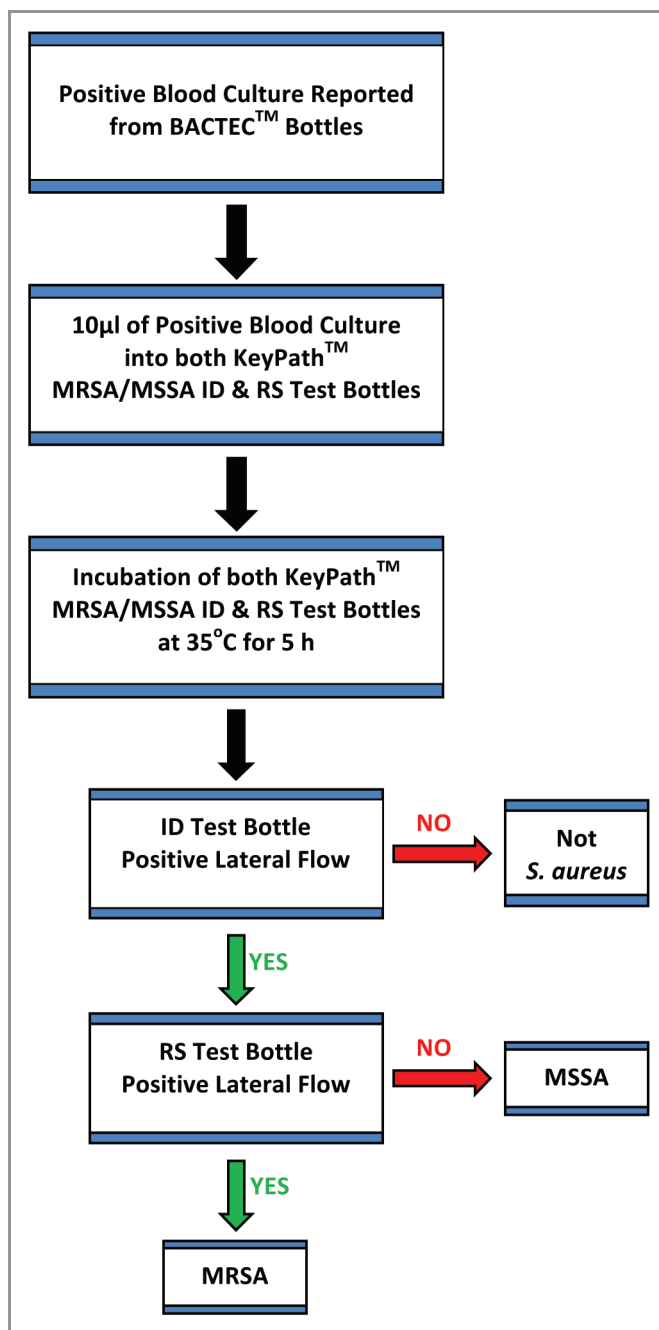 Positive Blood Culture Reported
from BACTEC™ Bottles
10µl of Positive Blood Culture
into both KeyPath™
MRSA/MSSA ID & RS Test Bottles
Incubation of both KeyPath™
MRSA/MSSA ID & RS Test Bottles
at 35°C for 5 h
ID Test Bottle
Positive Lateral Flow
NO
Not
S. aureus
YES
RS Test Bottle
Positive Lateral Flow
NO
MSSA
YES
MRSA